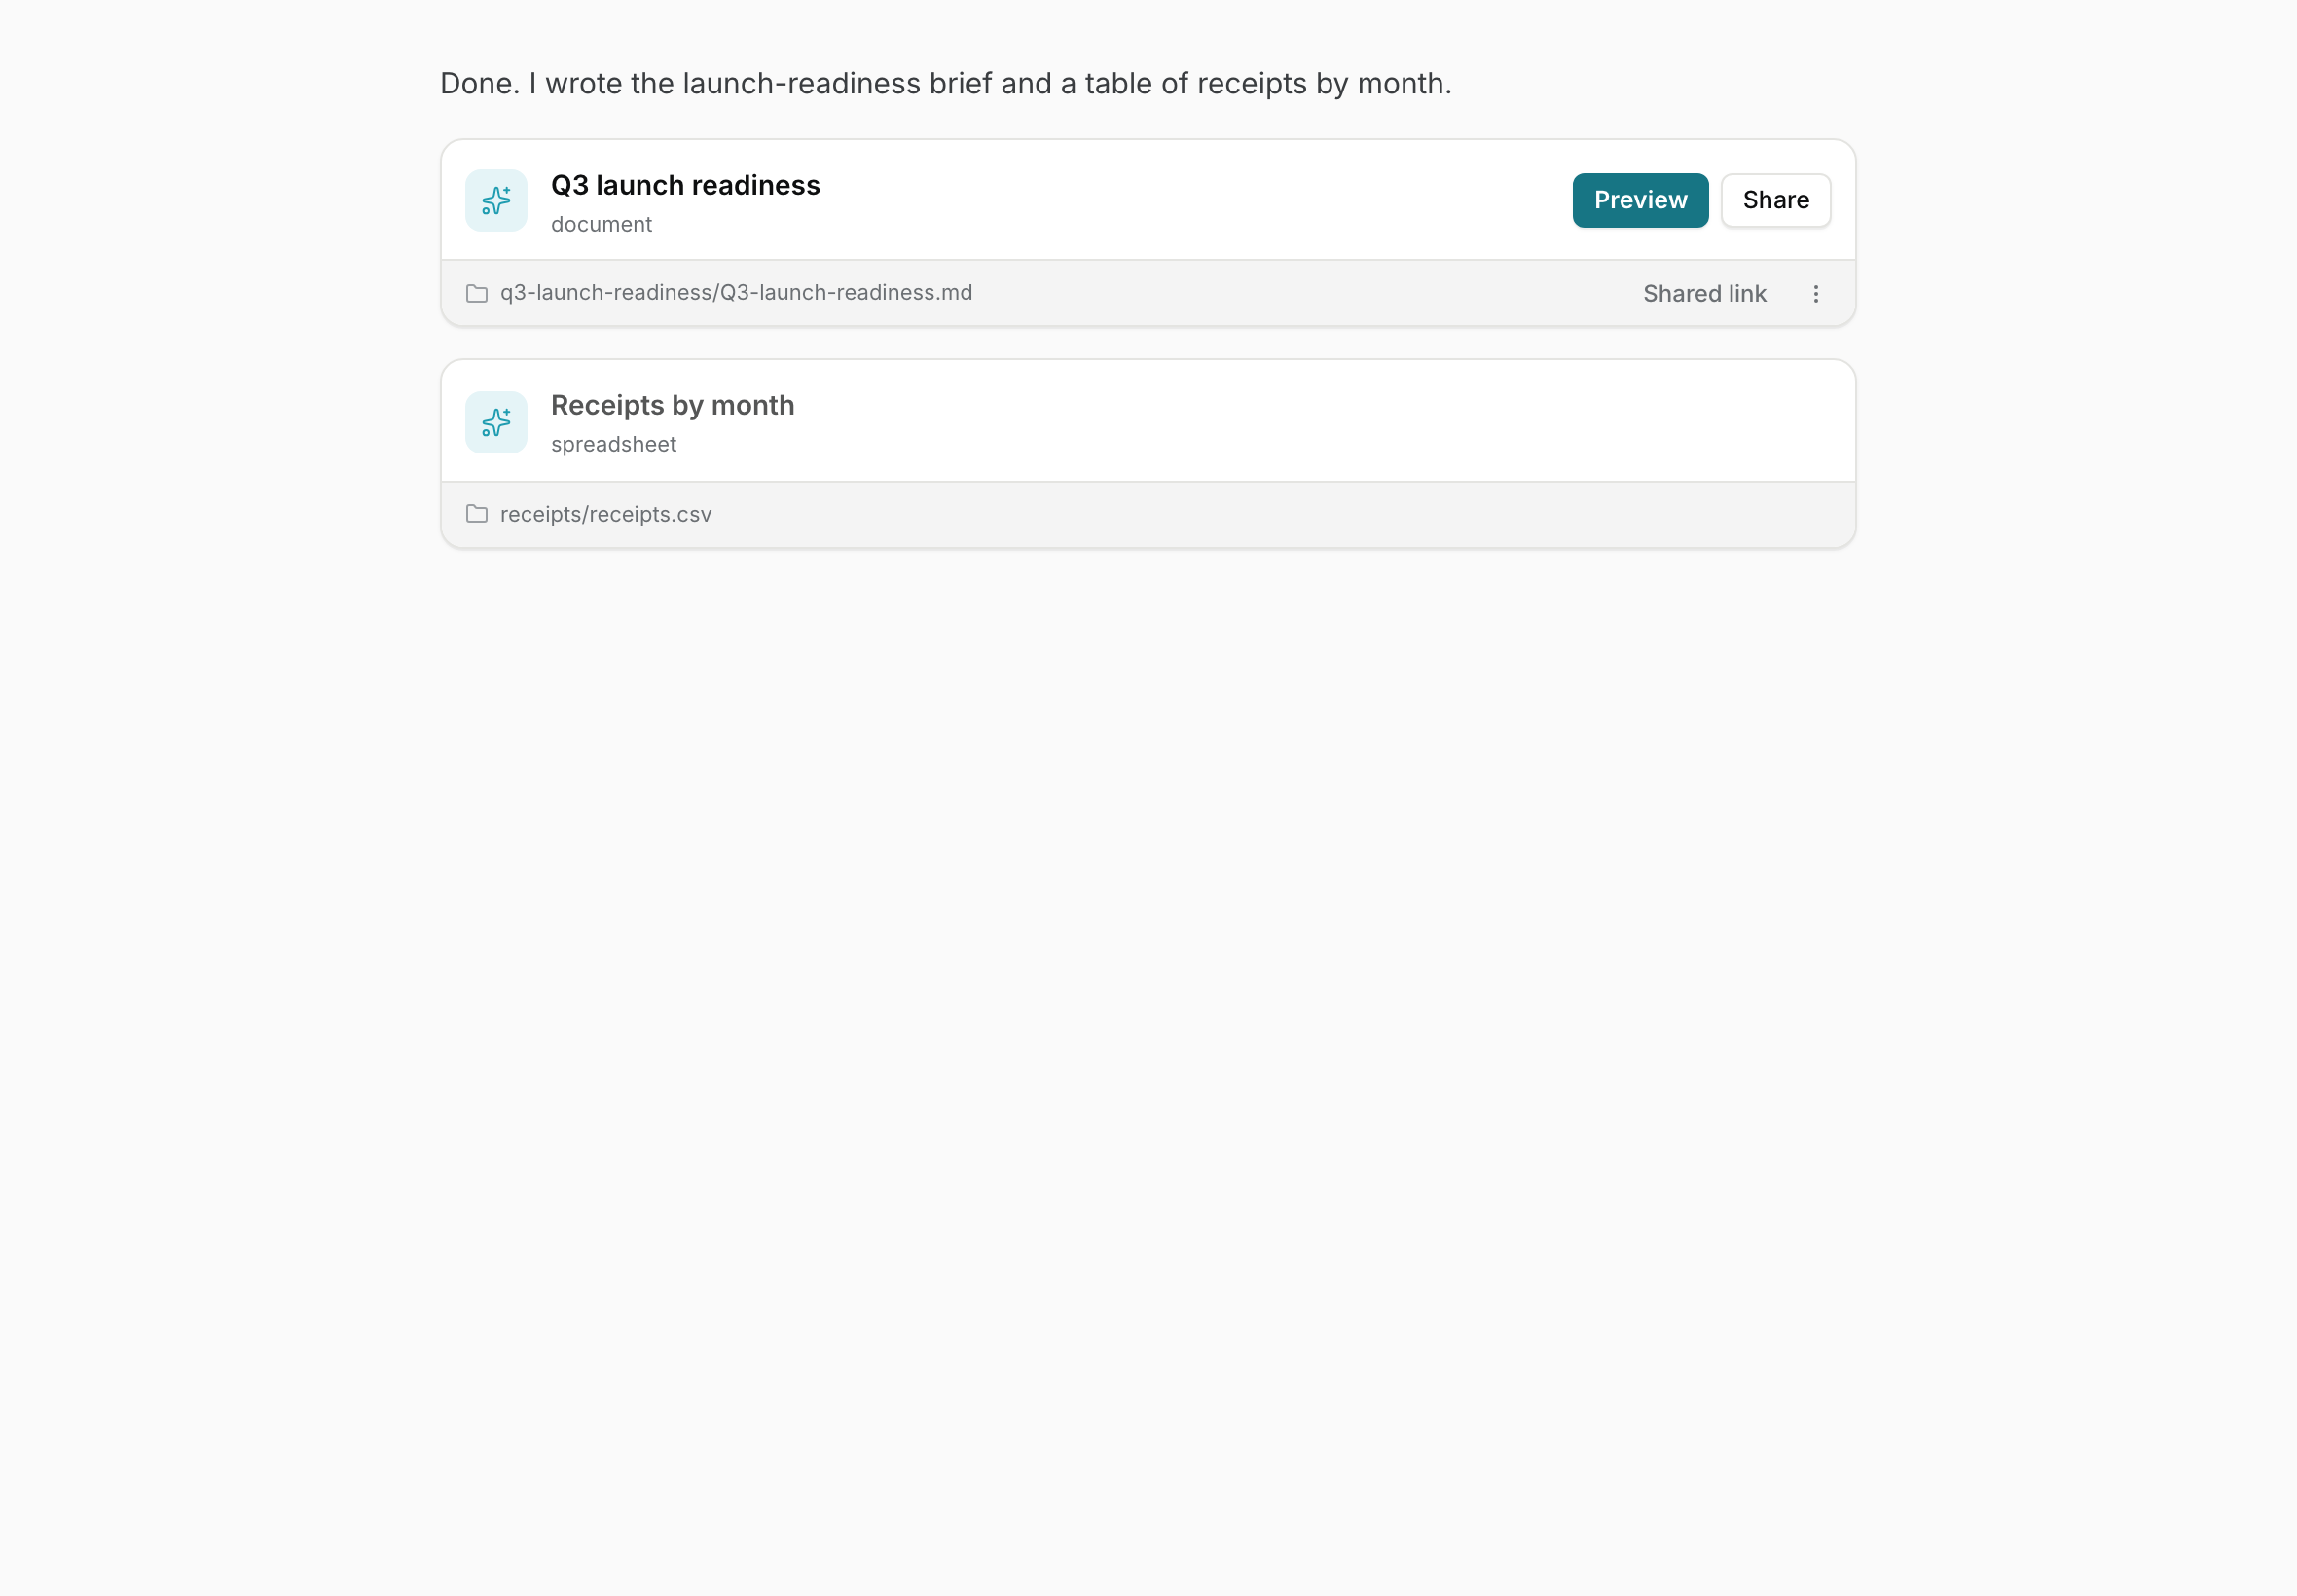 Done. I wrote the launch-readiness brief and a table of receipts by month.
Q3 launch readiness
document
Preview
Share
q3-launch-readiness/Q3-launch-readiness.md
Shared link
Receipts by month
spreadsheet
receipts/receipts.csv